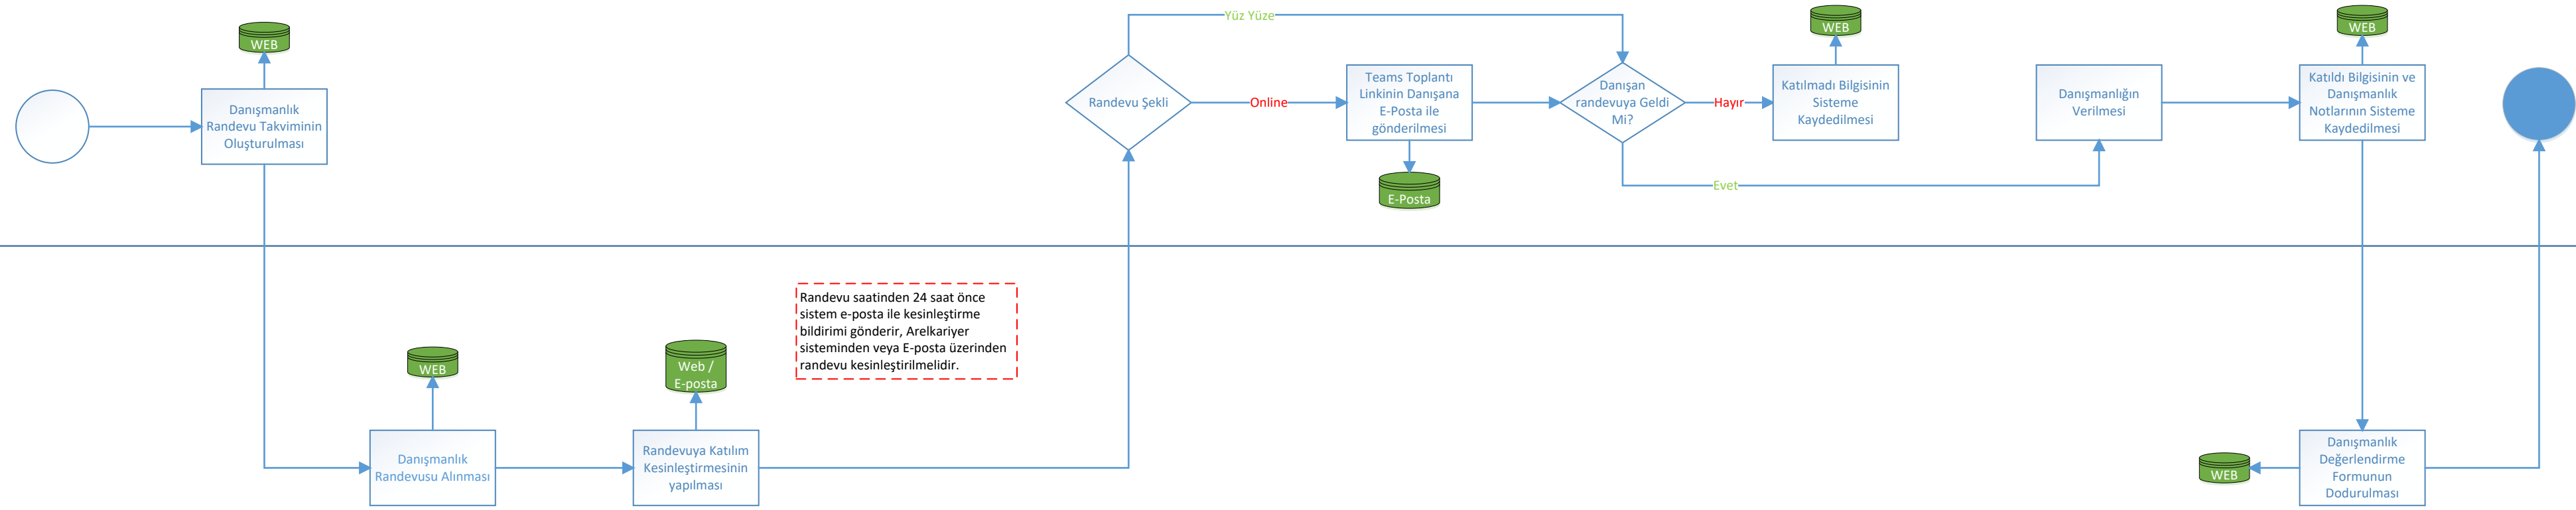 WEB
Danışmanlık
Randevu Takviminin
Oluşturulması
Yüz Yüze
Randevu Şekli
Online
Teams Toplantı
Linkinin Danışana
E-Posta ile
gönderilmesi
E-Posta
Danışan
randevuya Geldi
Mi?
Hayır
Evet
WEB
Katılmadı Bilgisinin
Sisteme
Kaydedilmesi
Danışmanlığın
Verilmesi
WEB
Katıldı Bilgisinin ve
Danışmanlık
Notlarının Sisteme
Kaydedilmesi
WEB
Danışmanlık
Randevusu Alınması
Web /
E-posta
Randevuya Katılım
Kesinleştirmesinin
yapılması
Randevu saatinden 24 saat önce
sistem e-posta ile kesinleştirme
bildirimi gönderir, Arelkariyer
sisteminden veya E-posta üzerinden
randevu kesinleştirilmelidir.
WEB
Danışmanlık
Değerlendirme
Formunun
Dodurulması